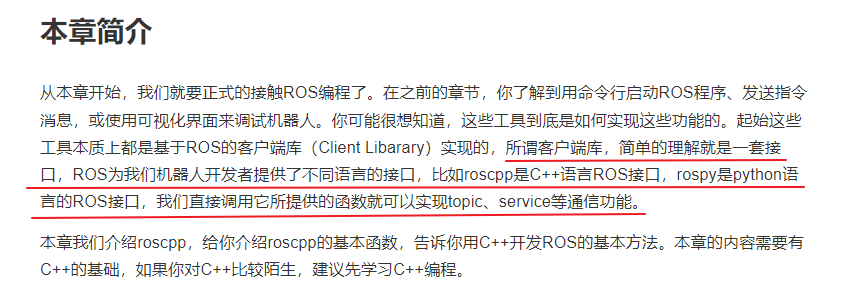 本章简介
从本章开始，我们就要正式的接触ROS编程了。在之前的章节，你了解到用命令行启动ROS程序、发送指令
消息，或使用可视化界面来调试机器人。你可能很想知道，这些工具到底是如何实现这些功能的。起始这些
工具本质上都是基于ROS的客户端库（Client Libarary）实现的，所谓客户端库，简单的理解就是一套接
口，ROS为我们机器人开发者提供了不同语言的接口，比如roscpp是C++语言ROS接口，rospy是python语
言的ROS接口，我们直接调用它所提供的函数就可以实现topic、service等通信功能。
本章我们介绍roscpp，给你介绍roscpp的基本函数，告诉你用C++开发ROS的基本方法。本章的内容需要有
C++的基础，如果你对C++比较陌生，建议先学习C++编程。